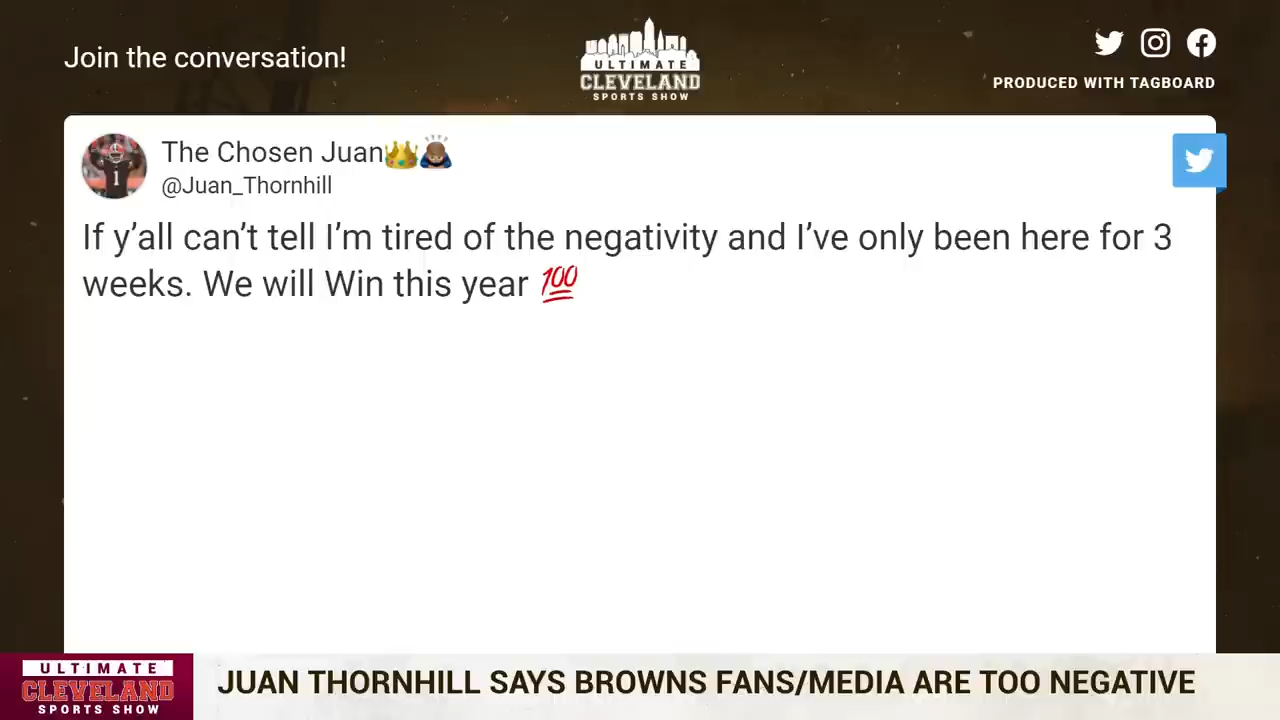 Join the conversation!
ULTIMATE
CLEVELAND
SPORTS SHOW
PRODUCED WITH TAGBOARD
The Chosen Juan👑🙇🏾‍♂️
@Juan_Thornhill
1
If y’all can’t tell I’m tired of the negativity and I’ve only been here for 3
weeks. We will Win this year 💯
ULTIMATE
CLEVELAND
SPORTS SHOW
JUAN THORNHILL SAYS BROWNS FANS/MEDIA ARE TOO NEGATIVE